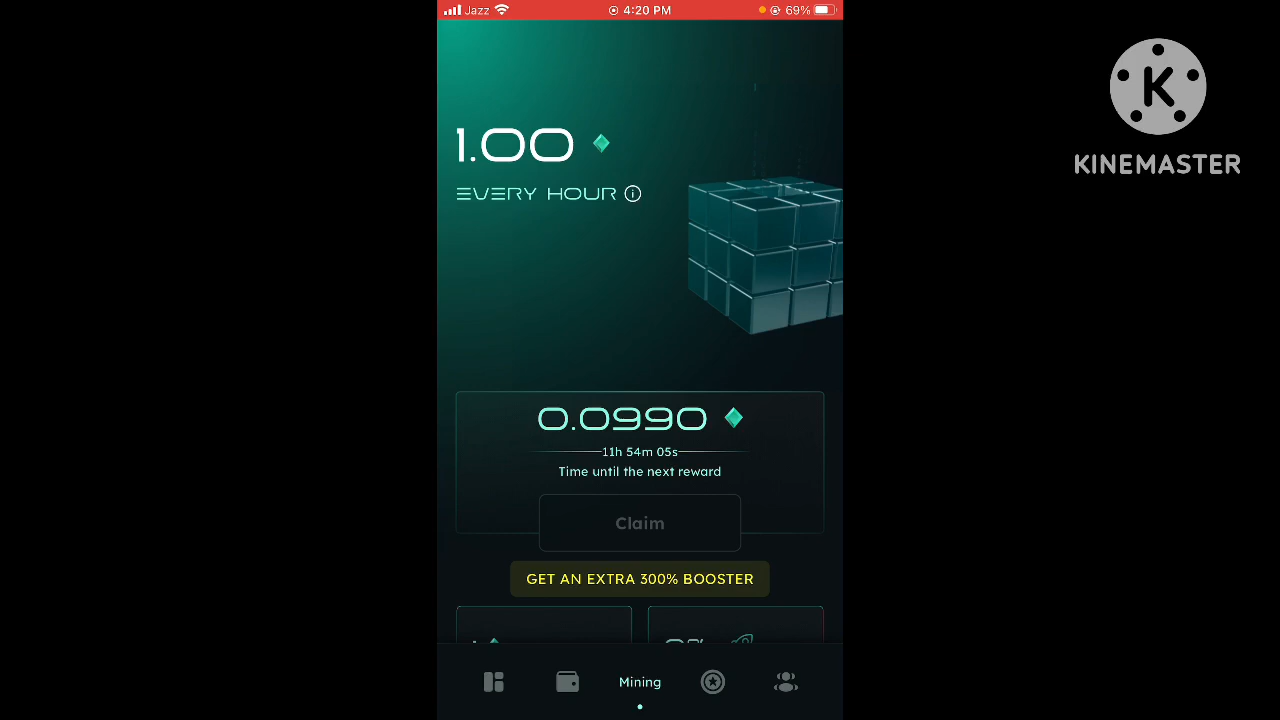 Jazz 4:20 PM 69%
K
KINEMASTER
1.00
EVERY HOUR
0.0990
11h 54m 05s
Time until the next reward
Claim
GET AN EXTRA 300% BOOSTER
Mining